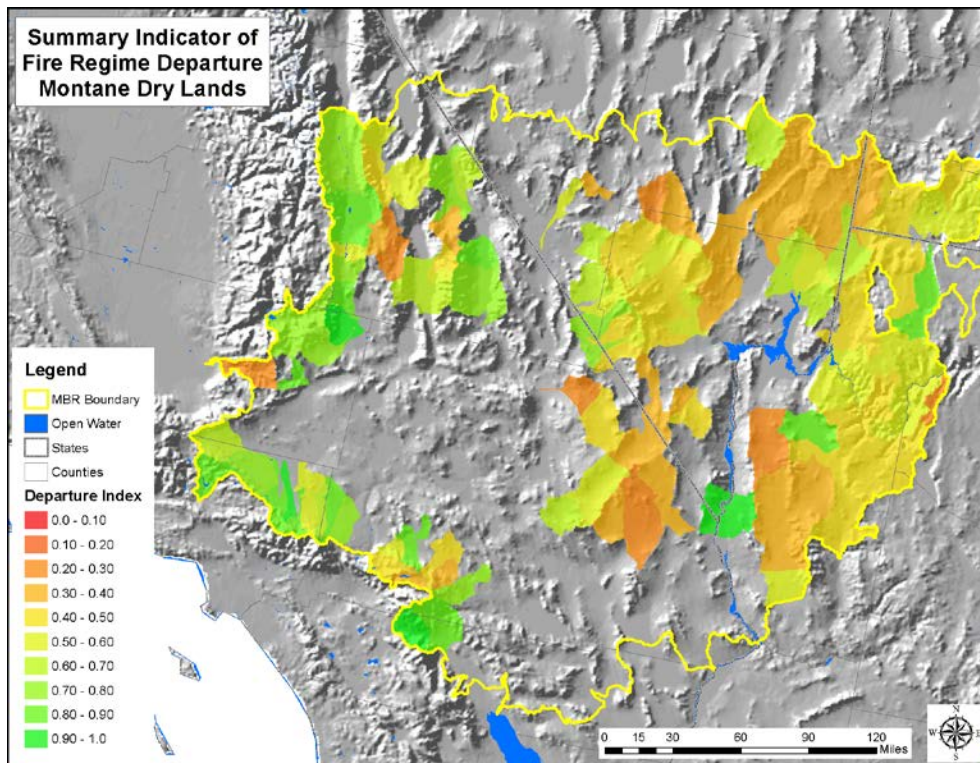 Summary Indicator of
Fire Regime Departure
Montane Dry Lands
Legend
MBR Boundary
Open Water
States
Counties
Departure Index
0.0 - 0.10
0.10 - 0.20
0.20 - 0.30
0.30 - 0.40
0.40 - 0.50
0.50 - 0.60
0.60 - 0.70
0.70 - 0.80
0.80 - 0.90
0.90 - 1.0
0 15 30 60 90 120
Miles
N
W E
S